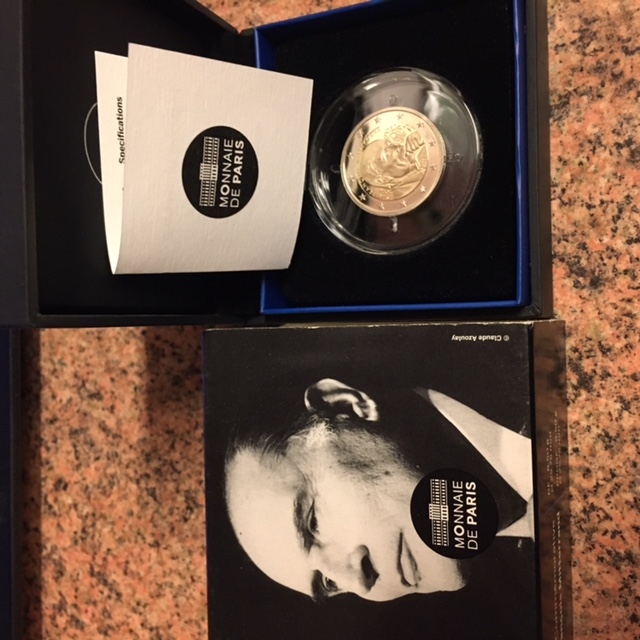 Specifications
MONNAIE
DE PARIS
© Claude Azoulay
MONNAIE
DE PARIS